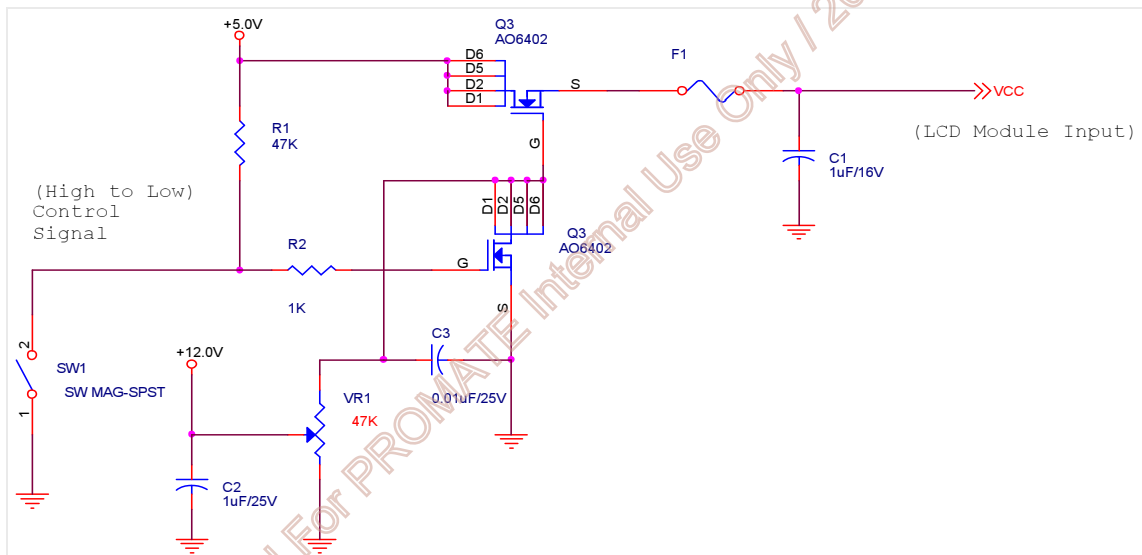 +5.0V
Q3
AO6402
D6
D5
D2
D1
S
G
F1
VCC
(LCD Module Input)
R1
47K
C1
1uF/16V
(High to Low)
Control
Signal
D1
D2
D5
D6
Q3
AO6402
R2
1K
G
S
2
1
SW1
SW MAG-SPST
+12.0V
C3
0.01uF/25V
VR1
47K
C2
1uF/25V
For PROMATE Internal Use Only / 20